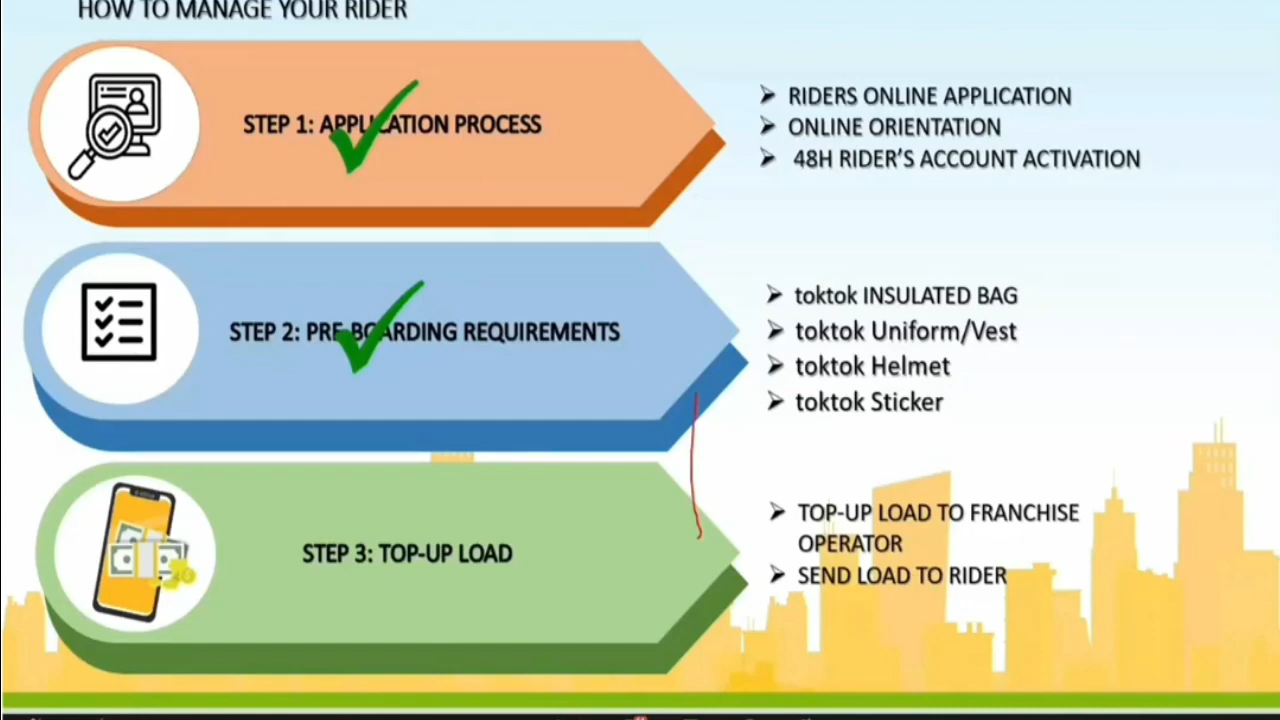 HOW TO MANAGE YOUR RIDER
STEP 1: APPLICATION PROCESS
➢ RIDERS ONLINE APPLICATION
➢ ONLINE ORIENTATION
➢ 48H RIDER’S ACCOUNT ACTIVATION
STEP 2: PRE-BOARDING REQUIREMENTS
➢ toktok INSULATED BAG
➢ toktok Uniform/Vest
➢ toktok Helmet
➢ toktok Sticker
STEP 3: TOP-UP LOAD
➢ TOP-UP LOAD TO FRANCHISE
OPERATOR
➢ SEND LOAD TO RIDER